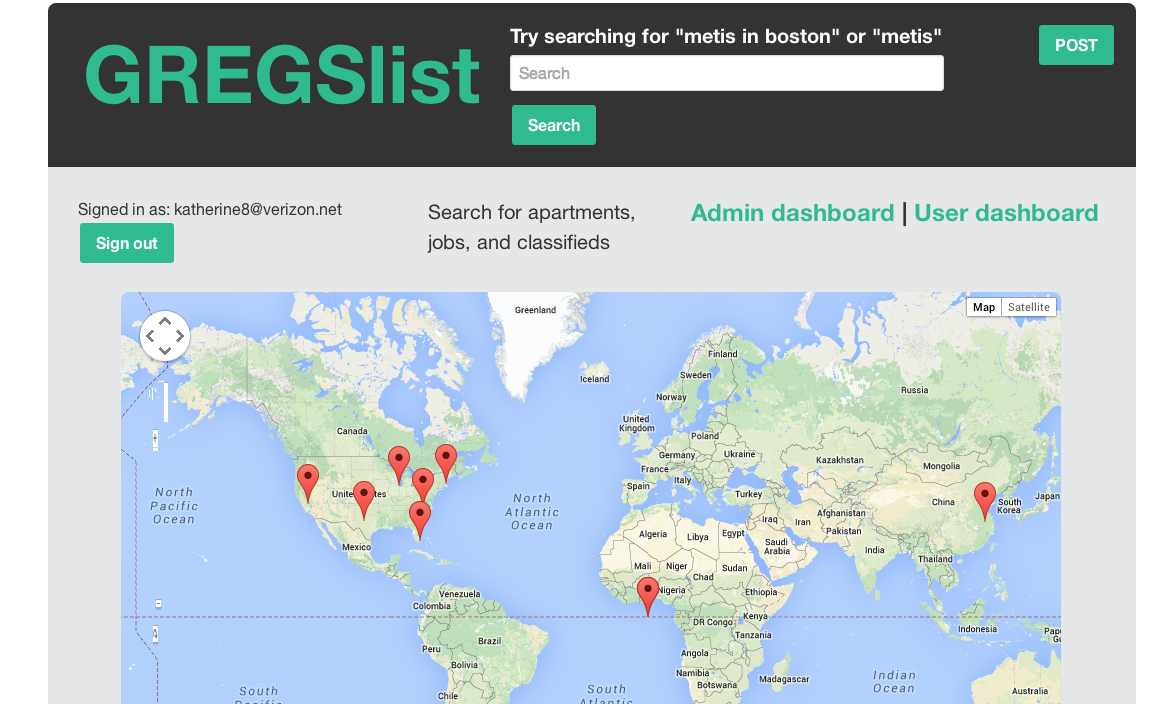 GREGSlist
Try searching for "metis in boston" or "metis"
Search
Search
POST
Signed in as: katherine8@verizon.net
Sign out
Search for apartments,
jobs, and classifieds
Admin dashboard | User dashboard
Map
Satellite
Greenland
Iceland
Finland
Sweden
Norway
Russia
United
Kingdom
Canada
Poland
Germany
Ukraine
Kazakhstan
France
Mongolia
Italy
Spain
Turkey
North
Pacific
Ocean
North
Atlantic
Ocean
China
South
Korea
Japan
Iraq
Iran
Afghanistan
Pakistan
Algeria
Libya
Egypt
Saudi
Arabia
Mexico
India
Thailand
Mali
Niger
Chad
Sudan
Nigeria
Ethiopia
Venezuela
Colombia
DR Congo
Kenya
Tanzania
Indonesia
Brazil
Peru
Bolivia
Angola
Namibia
Botswana
Madagascar
Indian
Ocean
Chile
South
South
Australia